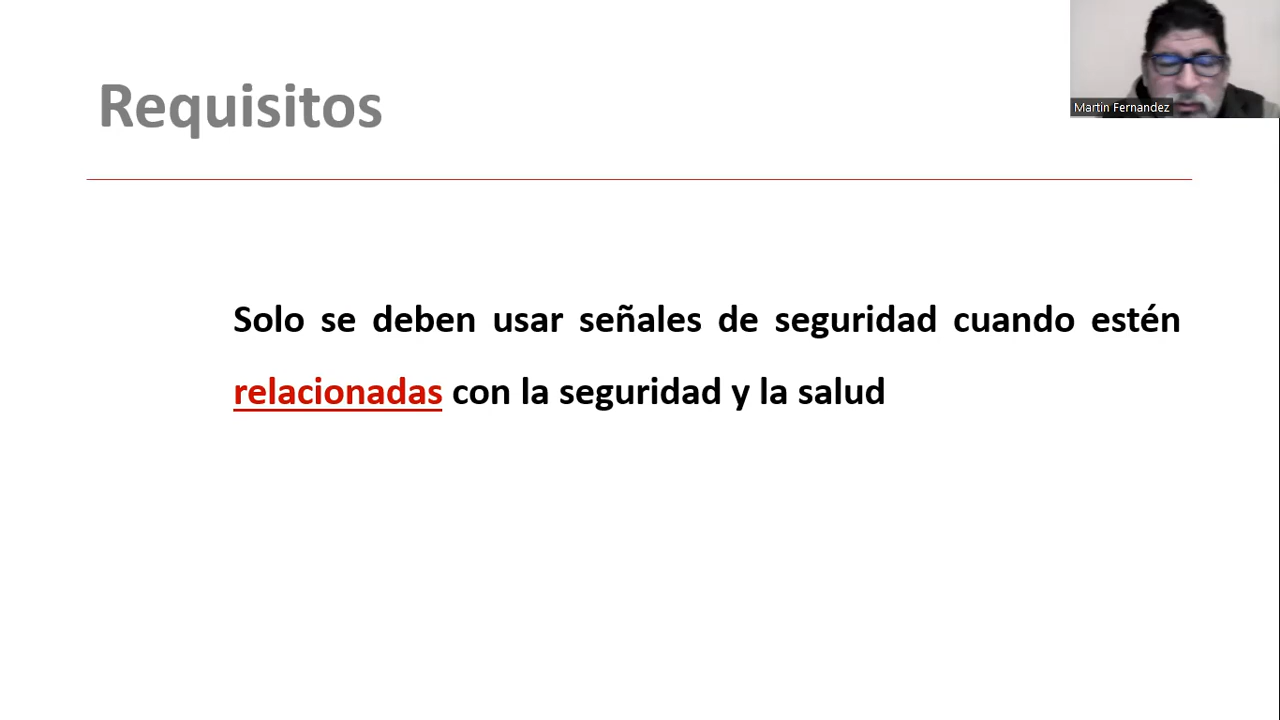 Requisitos
Martin Fernandez
Solo se deben usar señales de seguridad cuando estén
relacionadas con la seguridad y la salud